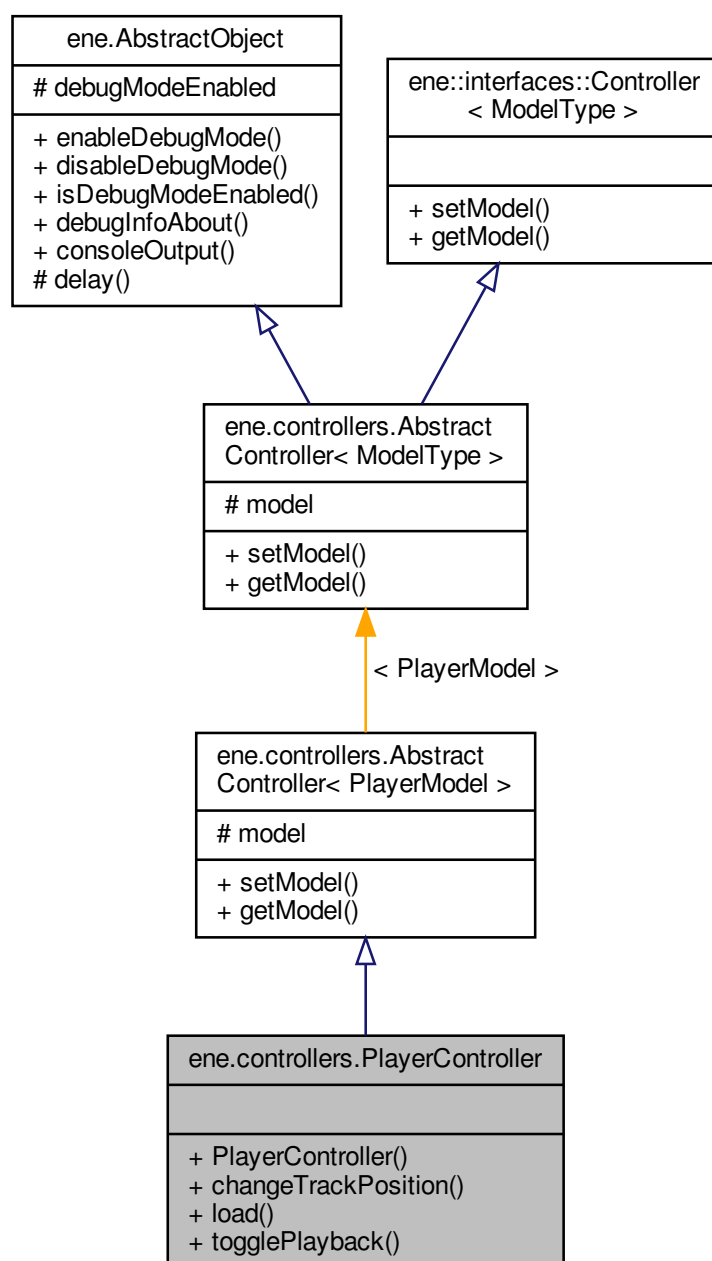 ene.AbstractObject
# debugModeEnabled
+ enableDebugMode()
+ disableDebugMode()
+ isDebugModeEnabled()
+ debugInfoAbout()
+ consoleOutput()
# delay()
ene::interfaces::Controller
< ModelType >
+ setModel()
+ getModel()
ene.controllers.Abstract
Controller< ModelType >
# model
+ setModel()
+ getModel()
< PlayerModel >
ene.controllers.Abstract
Controller< PlayerModel >
# model
+ setModel()
+ getModel()
ene.controllers.PlayerController
+ PlayerController()
+ changeTrackPosition()
+ load()
+ togglePlayback()